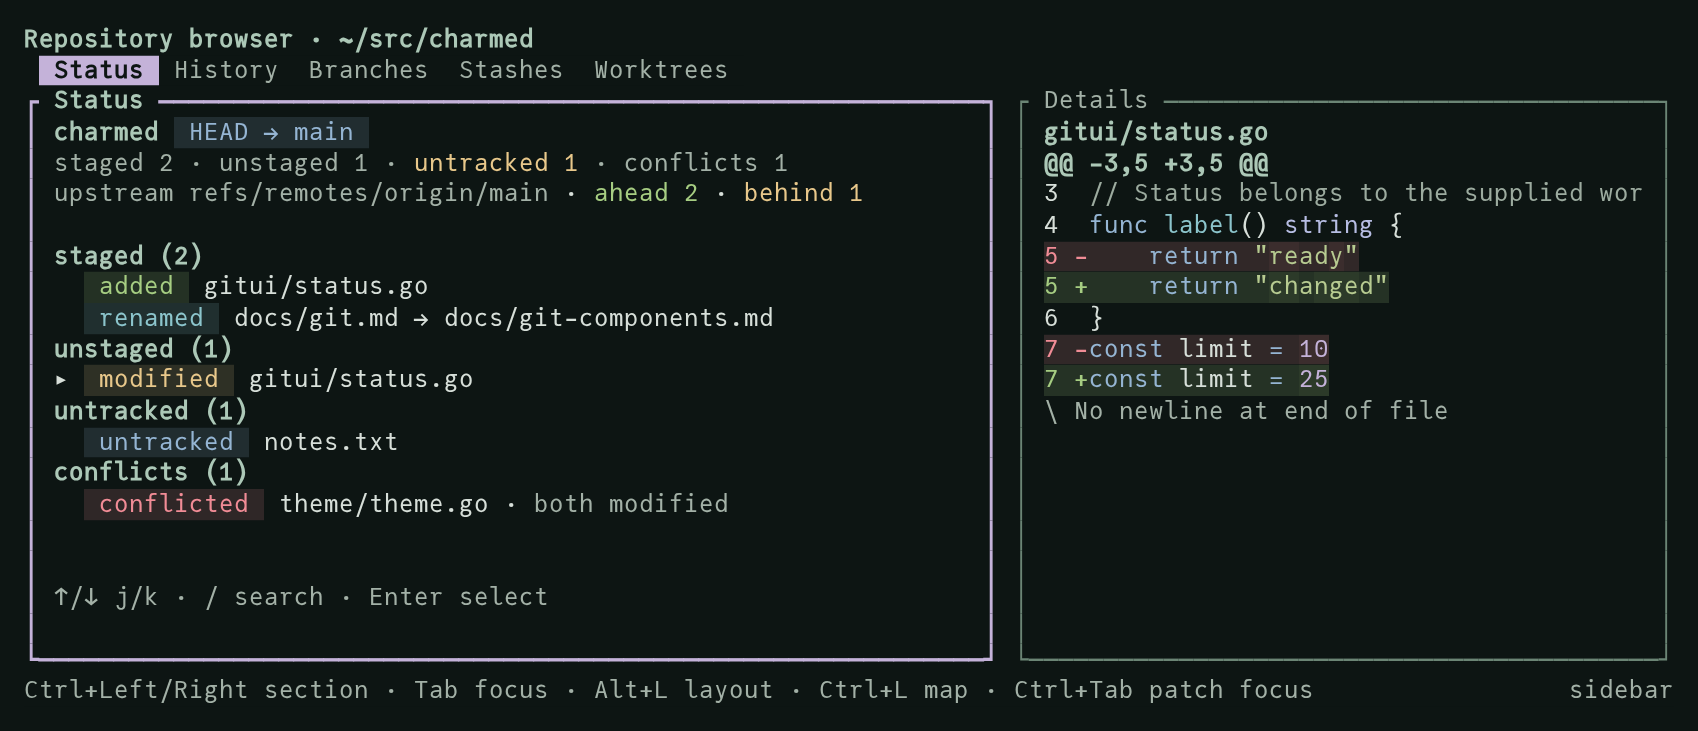 Repository browser · ~/src/charmed
Status History Branches Stashes Worktrees
Status
charmed HEAD → main
staged 2 · unstaged 1 · untracked 1 · conflicts 1
upstream refs/remotes/origin/main · ahead 2 · behind 1
staged (2)
added gitui/status.go
renamed docs/git.md → docs/git-components.md
unstaged (1)
▸ modified gitui/status.go
untracked (1)
untracked notes.txt
conflicts (1)
conflicted theme/theme.go · both modified
↑/↓ j/k · / search · Enter select
Details
gitui/status.go
@@ -3,5 +3,5 @@
3  // Status belongs to the supplied wor
4  func label() string {
5 -    return "ready"
5 +    return "changed"
6  }
7 -const limit = 10
7 +const limit = 25
\ No newline at end of file
Ctrl+Left/Right section · Tab focus · Alt+L layout · Ctrl+L map · Ctrl+Tab patch focus sidebar